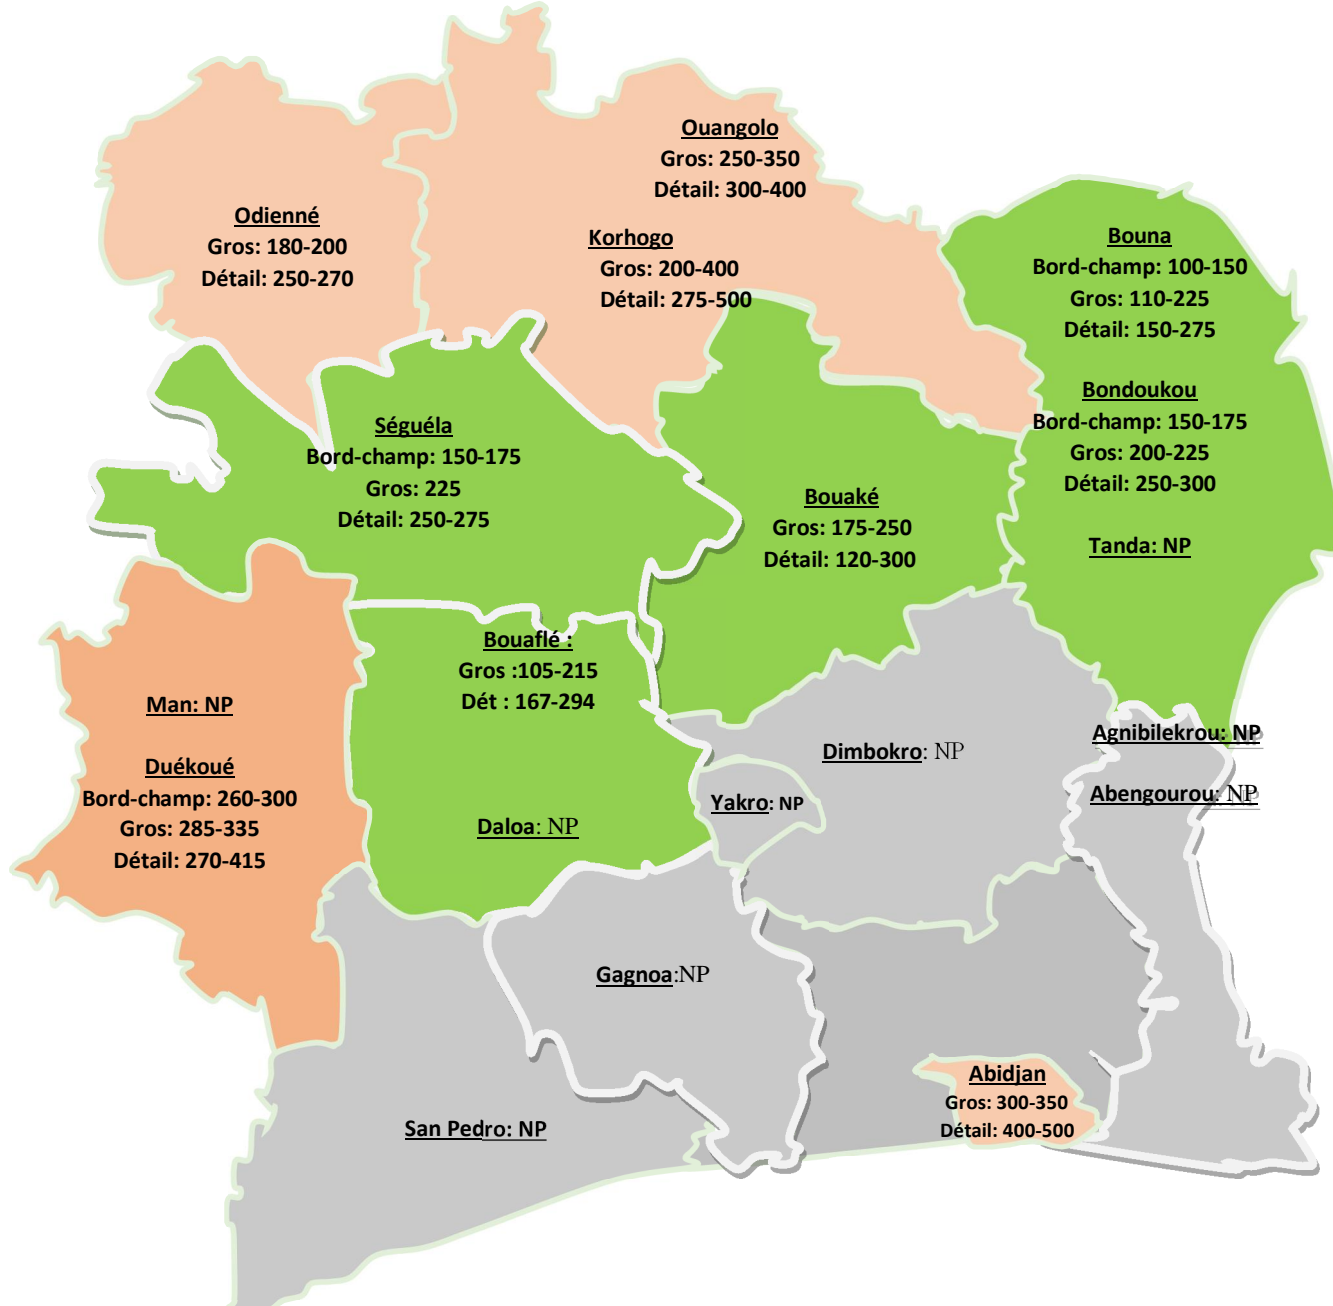 Ouangolo
Gros: 250-350
Détail: 300-400
Odienné
Gros: 180-200
Détail: 250-270
Korhogo
Gros: 200-400
Détail: 275-500
Bouna
Bord-champ: 100-150
Gros: 110-225
Détail: 150-275
Bondoukou
Bord-champ: 150-175
Gros: 200-225
Détail: 250-300
Tanda: NP
Séguéla
Bord-champ: 150-175
Gros: 225
Détail: 250-275
Bouaké
Gros: 175-250
Détail: 120-300
Bouaflé :
Gros :105-215
Dét : 167-294
Man: NP
Duékoué
Bord-champ: 260-300
Gros: 285-335
Détail: 270-415
Daloa: NP
Dimbokro: NP
Yakro: NP
Agnibilekrou: NP
Abengourou: NP
Gagnoa:NP
Abidjan
Gros: 300-350
Détail: 400-500
San Pedro: NP